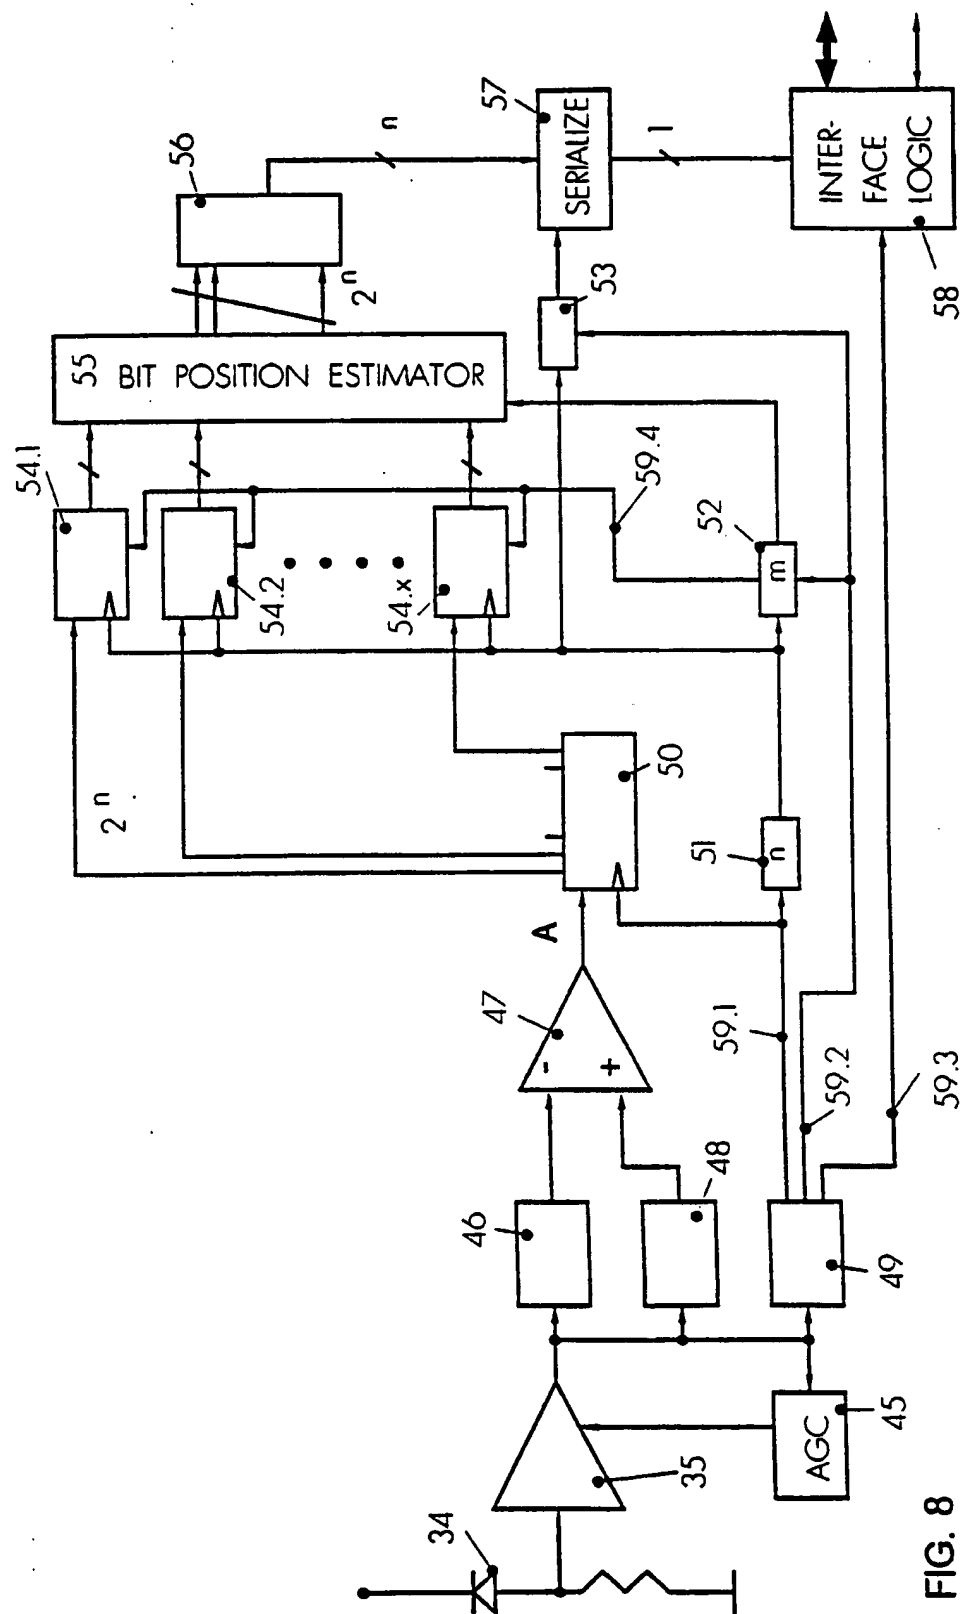 34
35
AGC
45
46
48
49
47
-
+
A
59.1
59.2
59.3
50
n
51
2^n
54.1
54.2
54.x
m
52
59.4
55
BIT POSITION ESTIMATOR
2^n
56
n
53
57
SERIALIZE
1
INTER-
FACE
LOGIC
58
FIG. 8